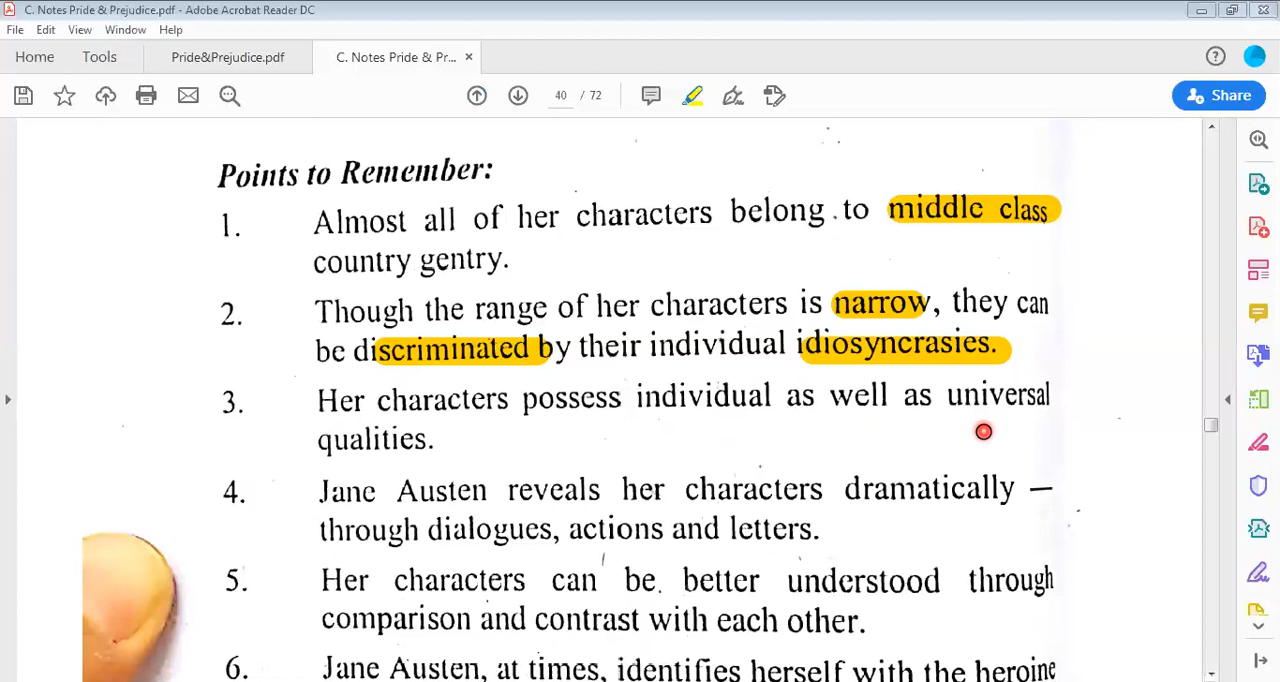 C. Notes Pride & Prejudice.pdf - Adobe Acrobat Reader DC
File Edit View Window Help
Home Tools Pride&Prejudice.pdf C. Notes Pride & Pr... ×
40 / 72 Share
Points to Remember:
1. Almost all of her characters belong to middle class
country gentry.
2. Though the range of her characters is narrow, they can
be discriminated by their individual idiosyncrasies.
3. Her characters possess individual as well as universal
qualities.
4. Jane Austen reveals her characters dramatically —
through dialogues, actions and letters.
5. Her characters can be better understood through
comparison and contrast with each other.
6. Jane Austen, at times, identifies herself with the heroine